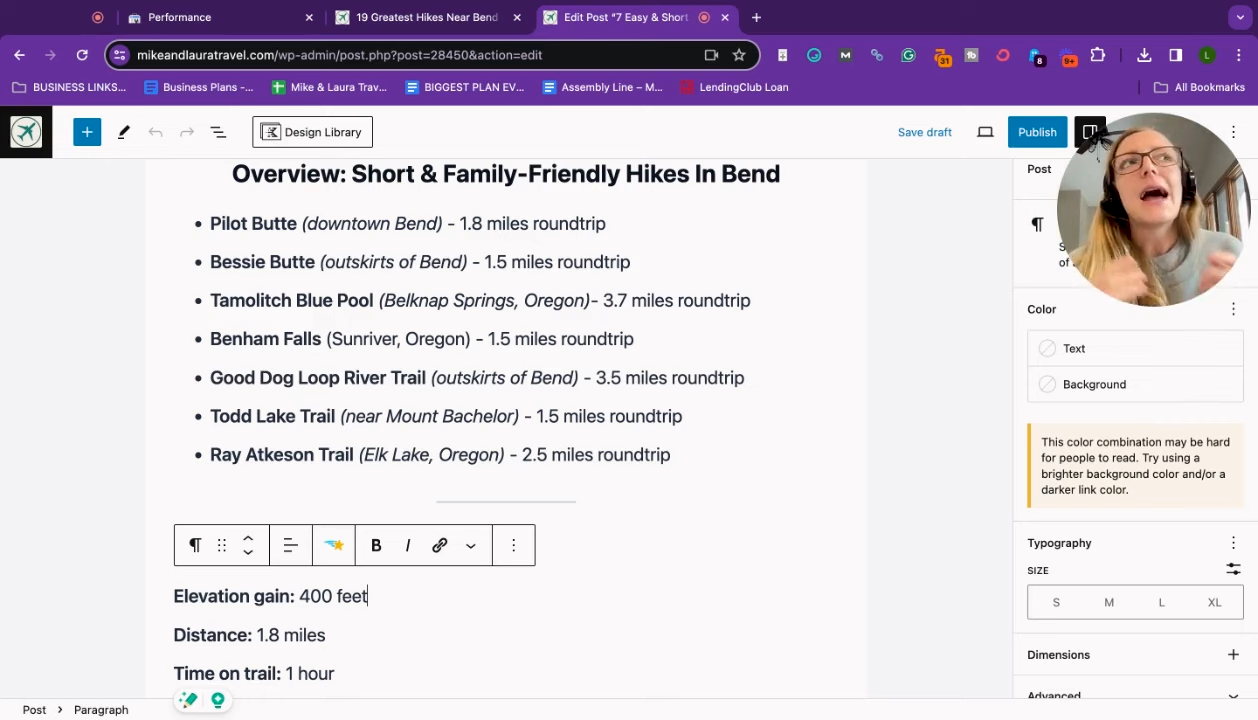 Performance
19 Greatest Hikes Near Bend
Edit Post "7 Easy & Short
mikeandlauratravel.com/wp-admin/post.php?post=28450&action=edit
31
8
9+
L
BUSINESS LINKS...
Business Plans -...
Mike & Laura Trav...
BIGGEST PLAN EV...
Assembly Line – M...
LendingClub Loan
All Bookmarks
Design Library
Save draft
Publish
Overview: Short & Family-Friendly Hikes In Bend
• Pilot Butte (downtown Bend) - 1.8 miles roundtrip
• Bessie Butte (outskirts of Bend) - 1.5 miles roundtrip
• Tamolitch Blue Pool (Belknap Springs, Oregon)- 3.7 miles roundtrip
• Benham Falls (Sunriver, Oregon) - 1.5 miles roundtrip
• Good Dog Loop River Trail (outskirts of Bend) - 3.5 miles roundtrip
• Todd Lake Trail (near Mount Bachelor) - 1.5 miles roundtrip
• Ray Atkeson Trail (Elk Lake, Oregon) - 2.5 miles roundtrip
B I
Elevation gain: 400 feet
Distance: 1.8 miles
Time on trail: 1 hour
Post
of
Color
Text
Background
This color combination may be hard
for people to read. Try using a
brighter background color and/or a
darker link color.
Typography
SIZE
S M L XL
Dimensions
Advanced
Post > Paragraph